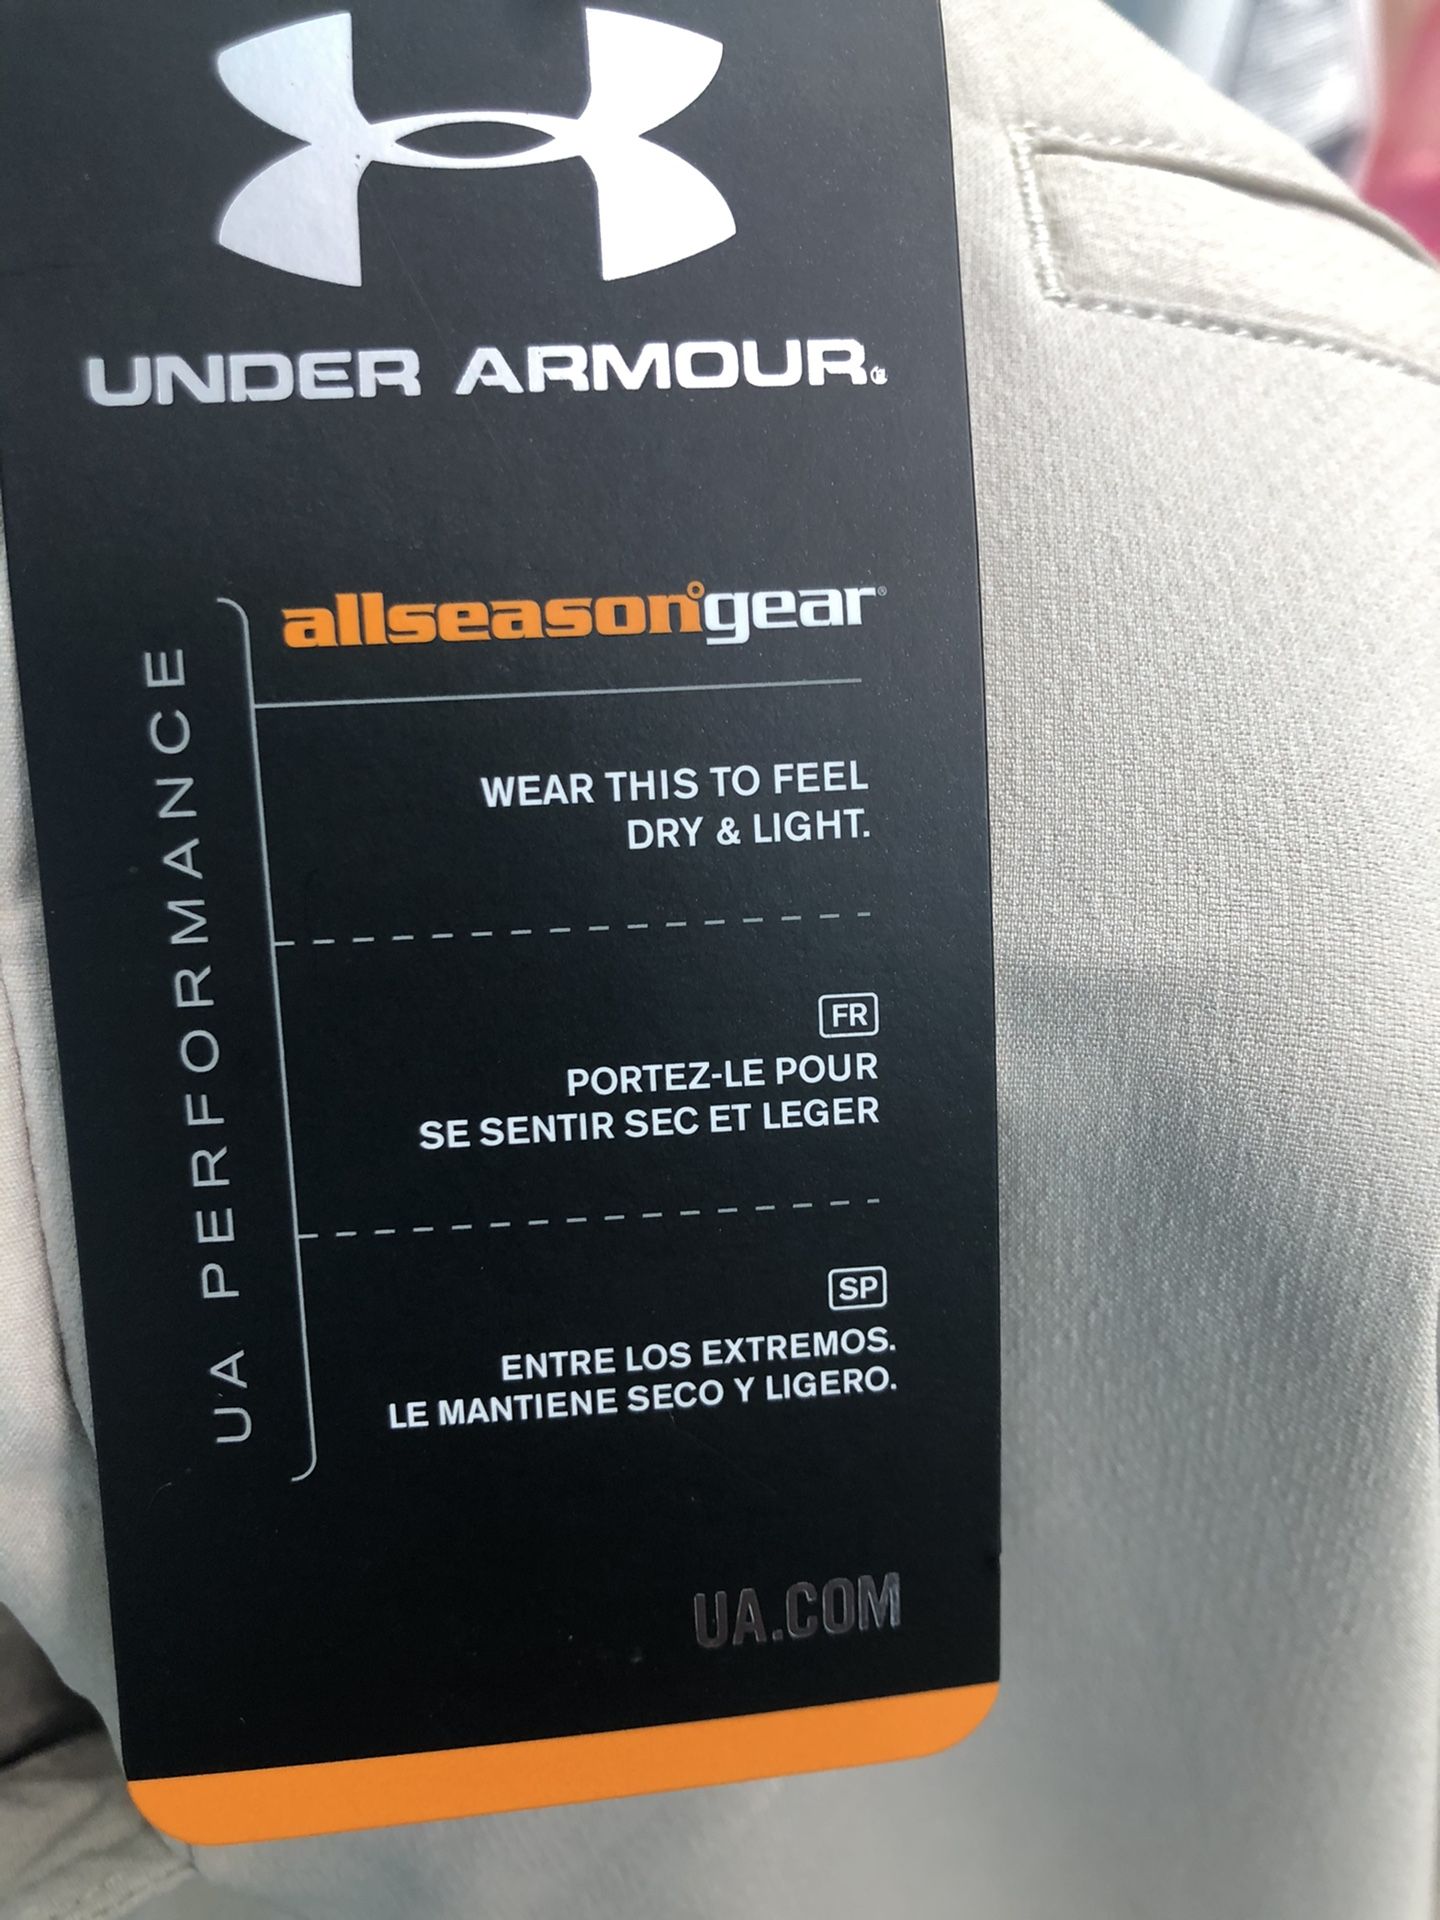 UNDER ARMOUR
allseasongear®
UA PERFORMANCE
WEAR THIS TO FEEL
DRY & LIGHT.
FR
PORTEZ-LE POUR
SE SENTIR SEC ET LEGER
SP
ENTRE LOS EXTREMOS.
LE MANTIENE SECO Y LIGERO.
UA.COM